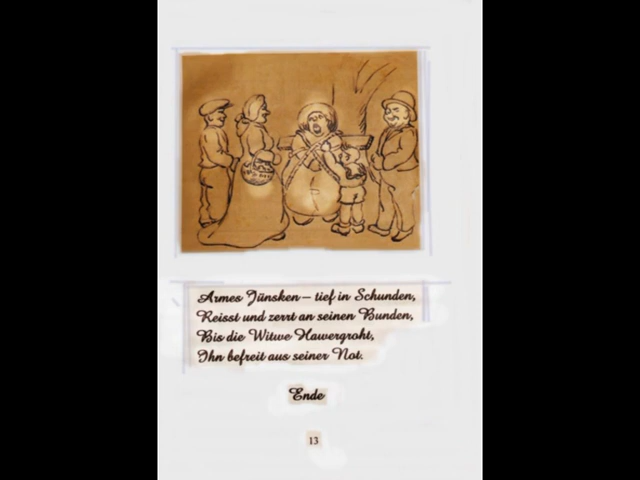 Armes Jünsken – tief in Schunden,
Reisst und zerrt an seinen Bunden,
Bis die Witwe Hawergroht,
Ihn befreit aus seiner Not.
Ende
13